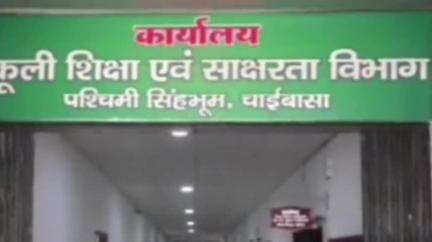 कार्यालय
कूली शिक्षा एवं साक्षरता विभाग
पश्चिमी सिंहभूम, चाईबासा